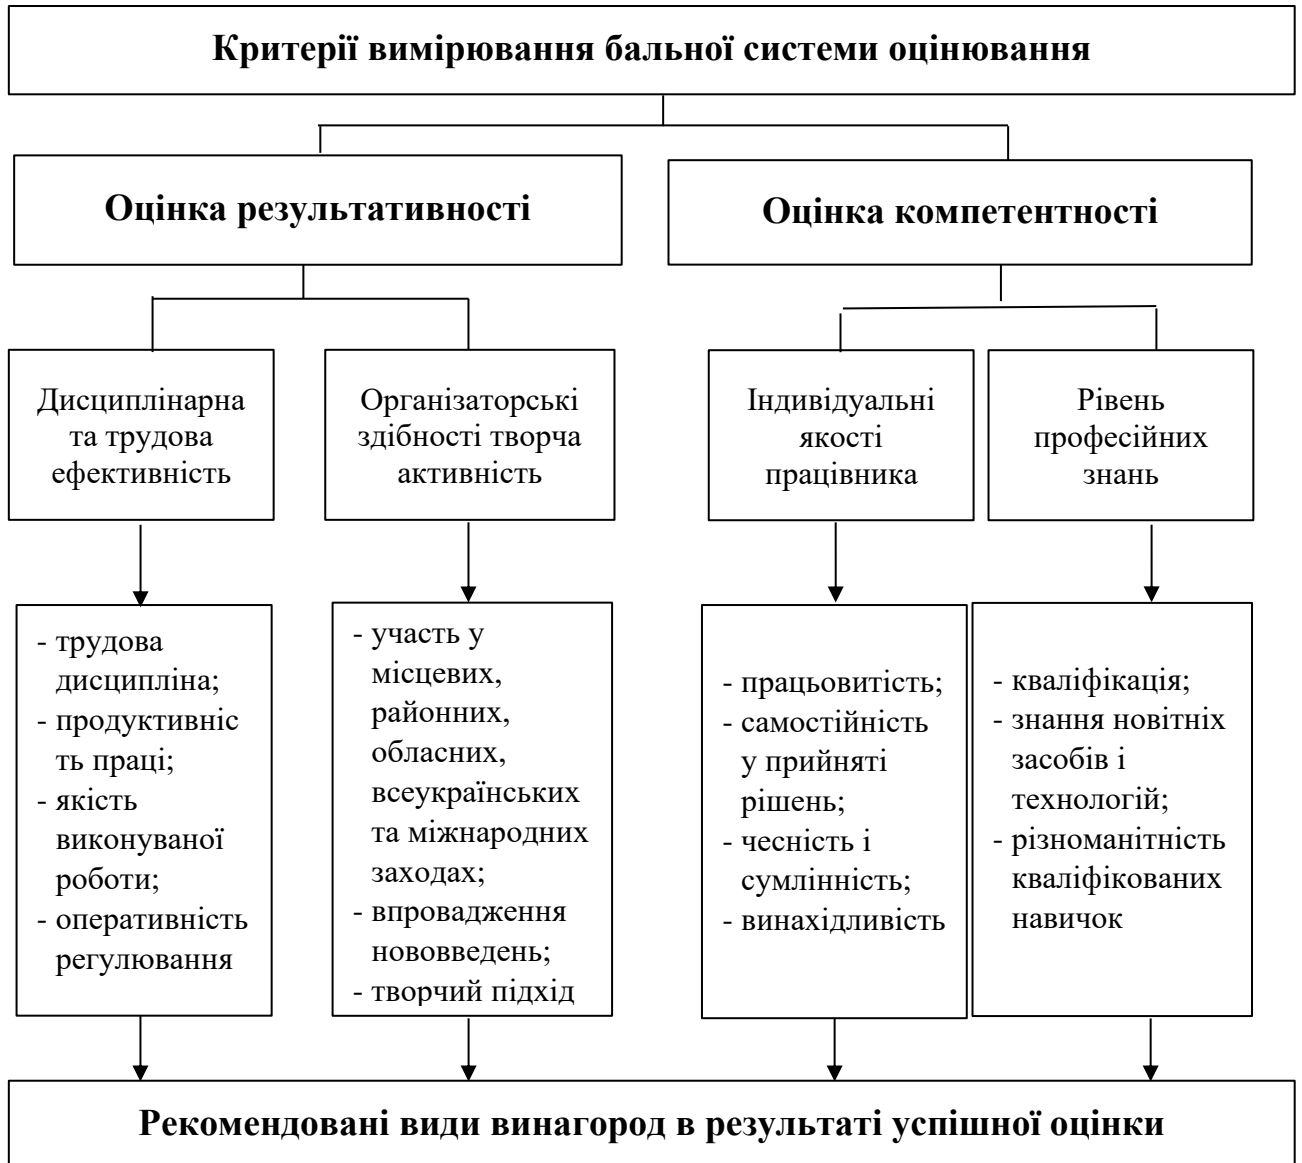 Критерії вимірювання бальної системи оцінювання
Оцінка результативності
Оцінка компетентності
Дисциплінарна
та трудова
ефективність
Організаторські
здібності творча
активність
Індивідуальні
якості
працівника
Рівень
професійних
знань
- трудова
дисципліна;
- продуктивніс
ть праці;
- якість
виконуваної
роботи;
- оперативність
регулювання
- участь у
місцевих,
районних,
обласних,
всеукраїнських
та міжнародних
заходах;
- впровадження
нововведень;
- творчий підхід
- працьовитість;
- самостійність
у прийняті
рішень;
- чесність і
сумлінність;
- винахідливість
- кваліфікація;
- знання новітніх
засобів і
технологій;
- різноманітність
кваліфікованих
навичок
Рекомендовані види винагород в результаті успішної оцінки